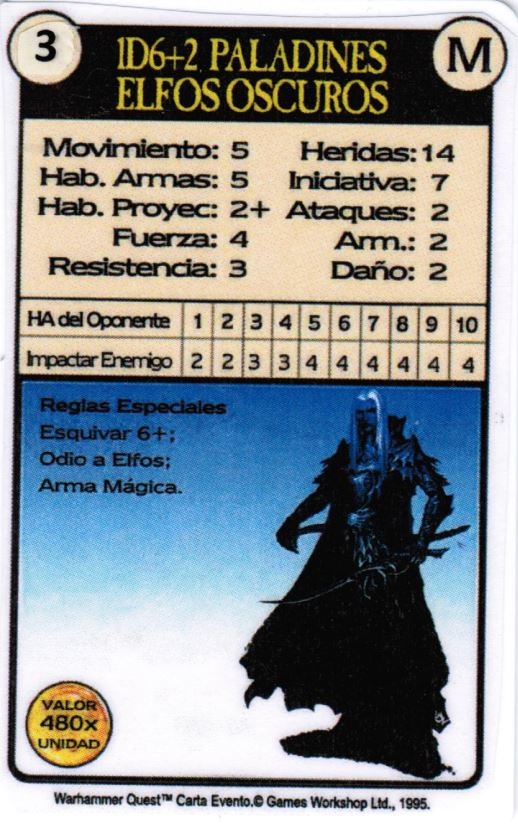 3
M
1D6+2 PALADINES
ELFOS OSCUROS
Movimiento: 5 Heridas: 14
Hab. Armas: 5 Iniciativa: 7
Hab. Proyec: 2+ Ataques: 2
Fuerza: 4 Arm.: 2
Resistencia: 3 Daño: 2
HA del Oponente 1 2 3 4 5 6 7 8 9 10
Impactar Enemigo 2 2 3 3 4 4 4 4 4 4
Reglas Especiales
Esquivar 6+;
Odio a Elfos;
Arma Mágica.
VALOR
480x
UNIDAD
Warhammer Quest™ Carta Evento.© Games Workshop Ltd., 1995.